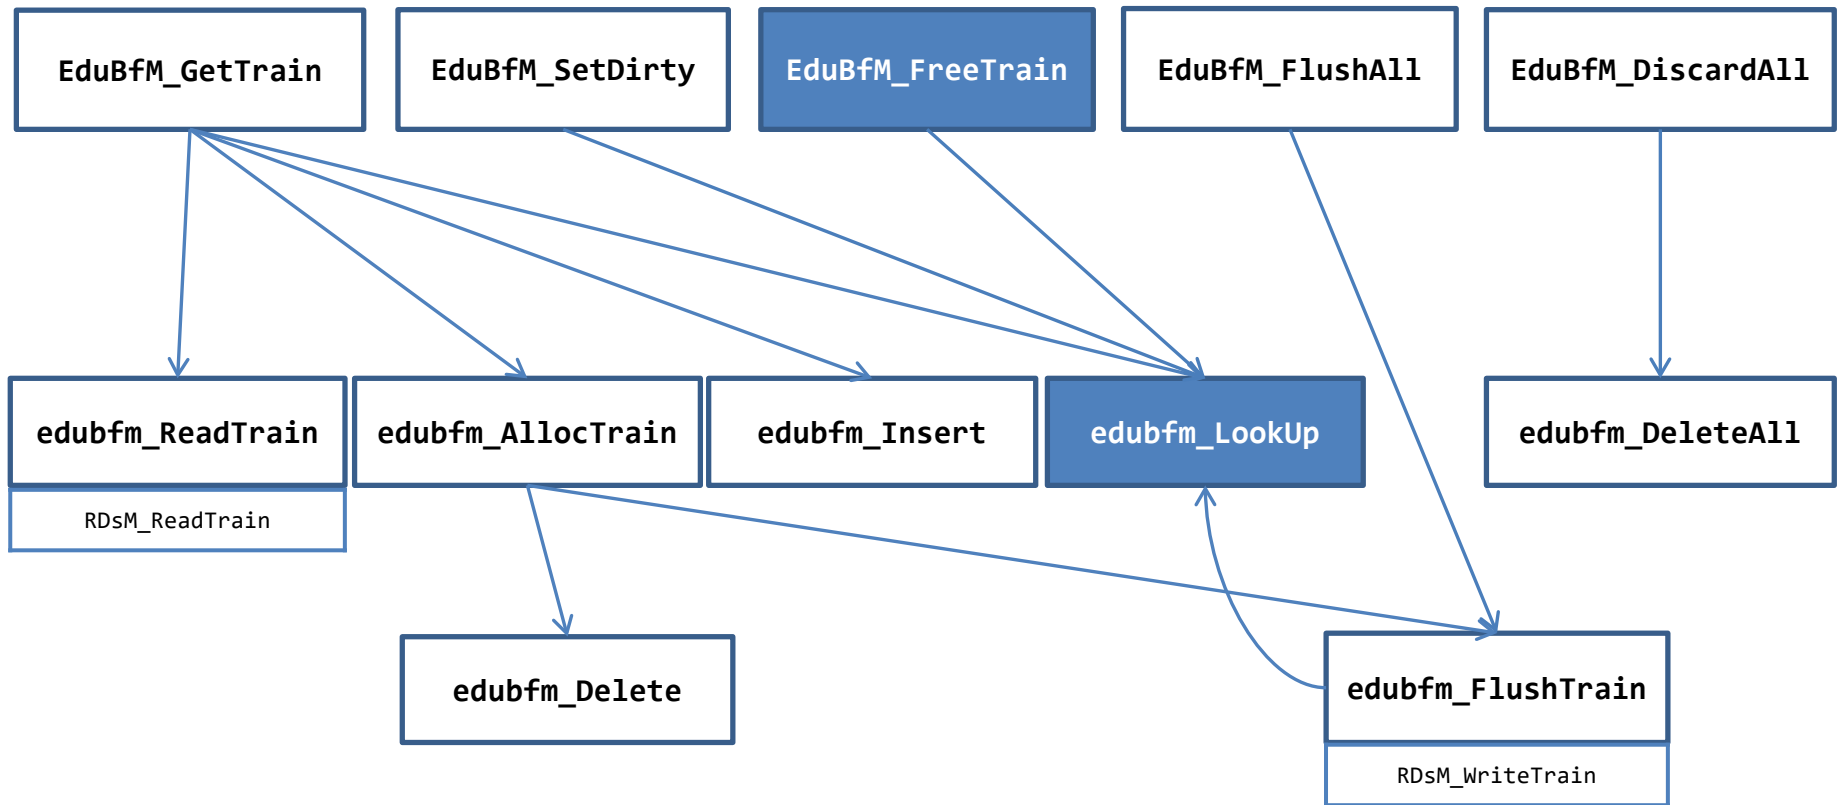 EduBfM_GetTrain
EduBfM_SetDirty
EduBfM_FreeTrain
EduBfM_FlushAll
EduBfM_DiscardAll
edubfm_ReadTrain
edubfm_AllocTrain
edubfm_Insert
edubfm_LookUp
edubfm_DeleteAll
RDsM_ReadTrain
edubfm_Delete
edubfm_FlushTrain
RDsM_WriteTrain